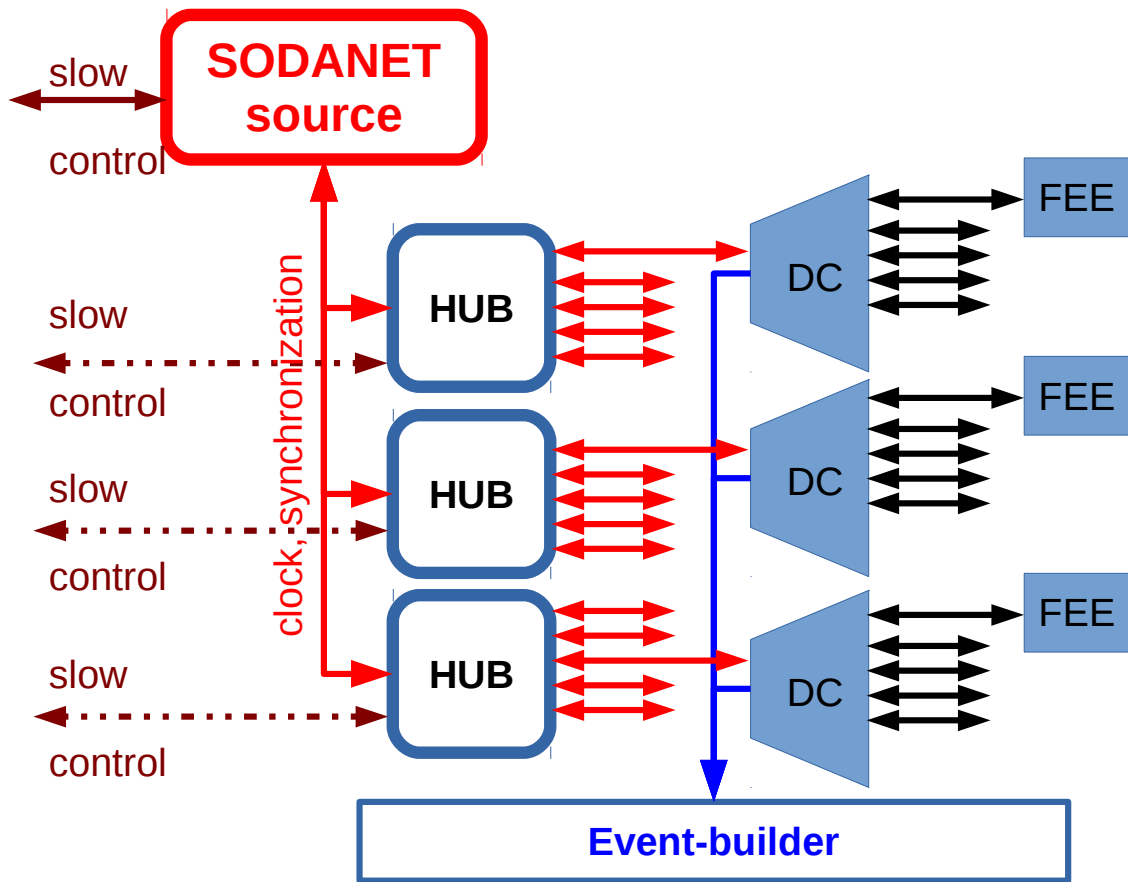 slow
control
SODANET
source
clock, synchronization
slow
control
HUB
DC
FEE
slow
control
HUB
DC
FEE
slow
control
HUB
DC
FEE
Event-builder